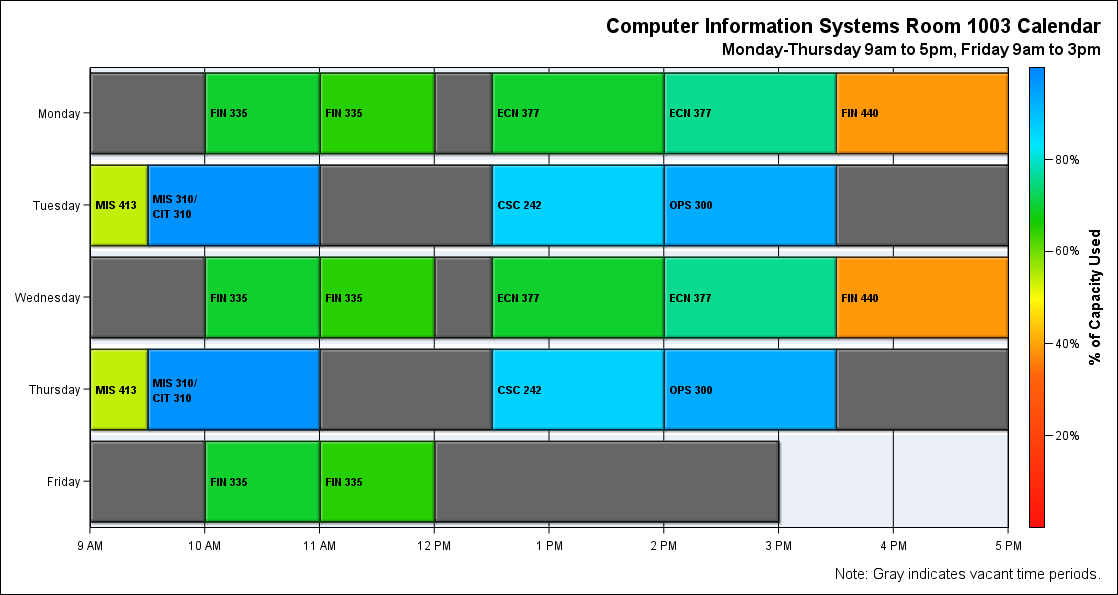 Computer Information Systems Room 1003 Calendar
Monday-Thursday 9am to 5pm, Friday 9am to 3pm
Monday
FIN 335
FIN 335
ECN 377
ECN 377
FIN 440
Tuesday
MIS 413
MIS 310/
CIT 310
CSC 242
OPS 300
Wednesday
FIN 335
FIN 335
ECN 377
ECN 377
FIN 440
Thursday
MIS 413
MIS 310/
CIT 310
CSC 242
OPS 300
Friday
FIN 335
FIN 335
9 AM
10 AM
11 AM
12 PM
1 PM
2 PM
3 PM
4 PM
5 PM
80%
60%
40%
20%
% of Capacity Used
Note: Gray indicates vacant time periods.